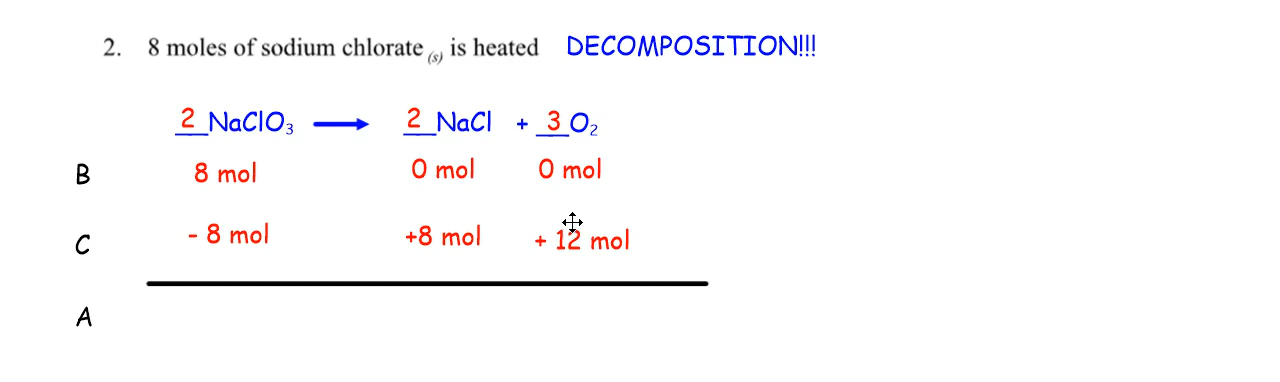 2. 8 moles of sodium chlorate (s) is heated DECOMPOSITION!!!
2 NaClO₃ → 2 NaCl + 3 O₂
B 8 mol 0 mol 0 mol
C - 8 mol +8 mol + 12 mol
A